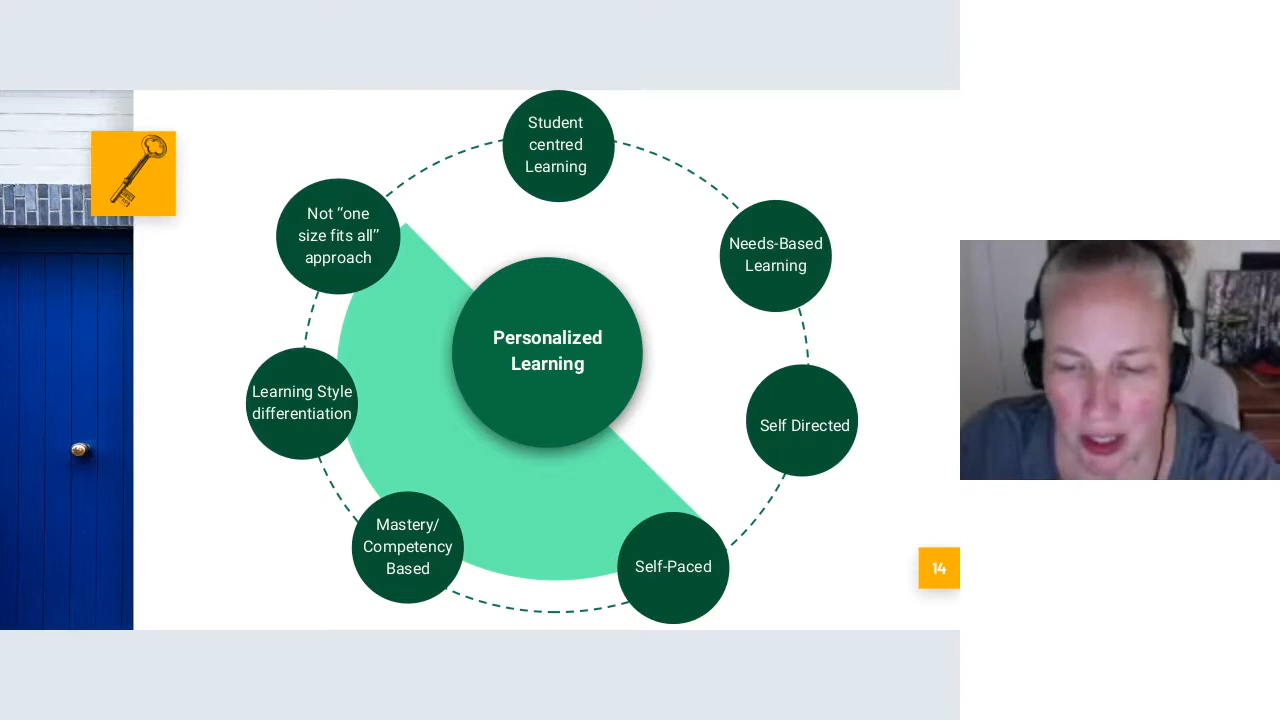 Student
centred
Learning
Not “one
size fits all”
approach
Needs-Based
Learning
Personalized
Learning
Learning Style
differentiation
Self Directed
Mastery/
Competency
Based
Self-Paced
14